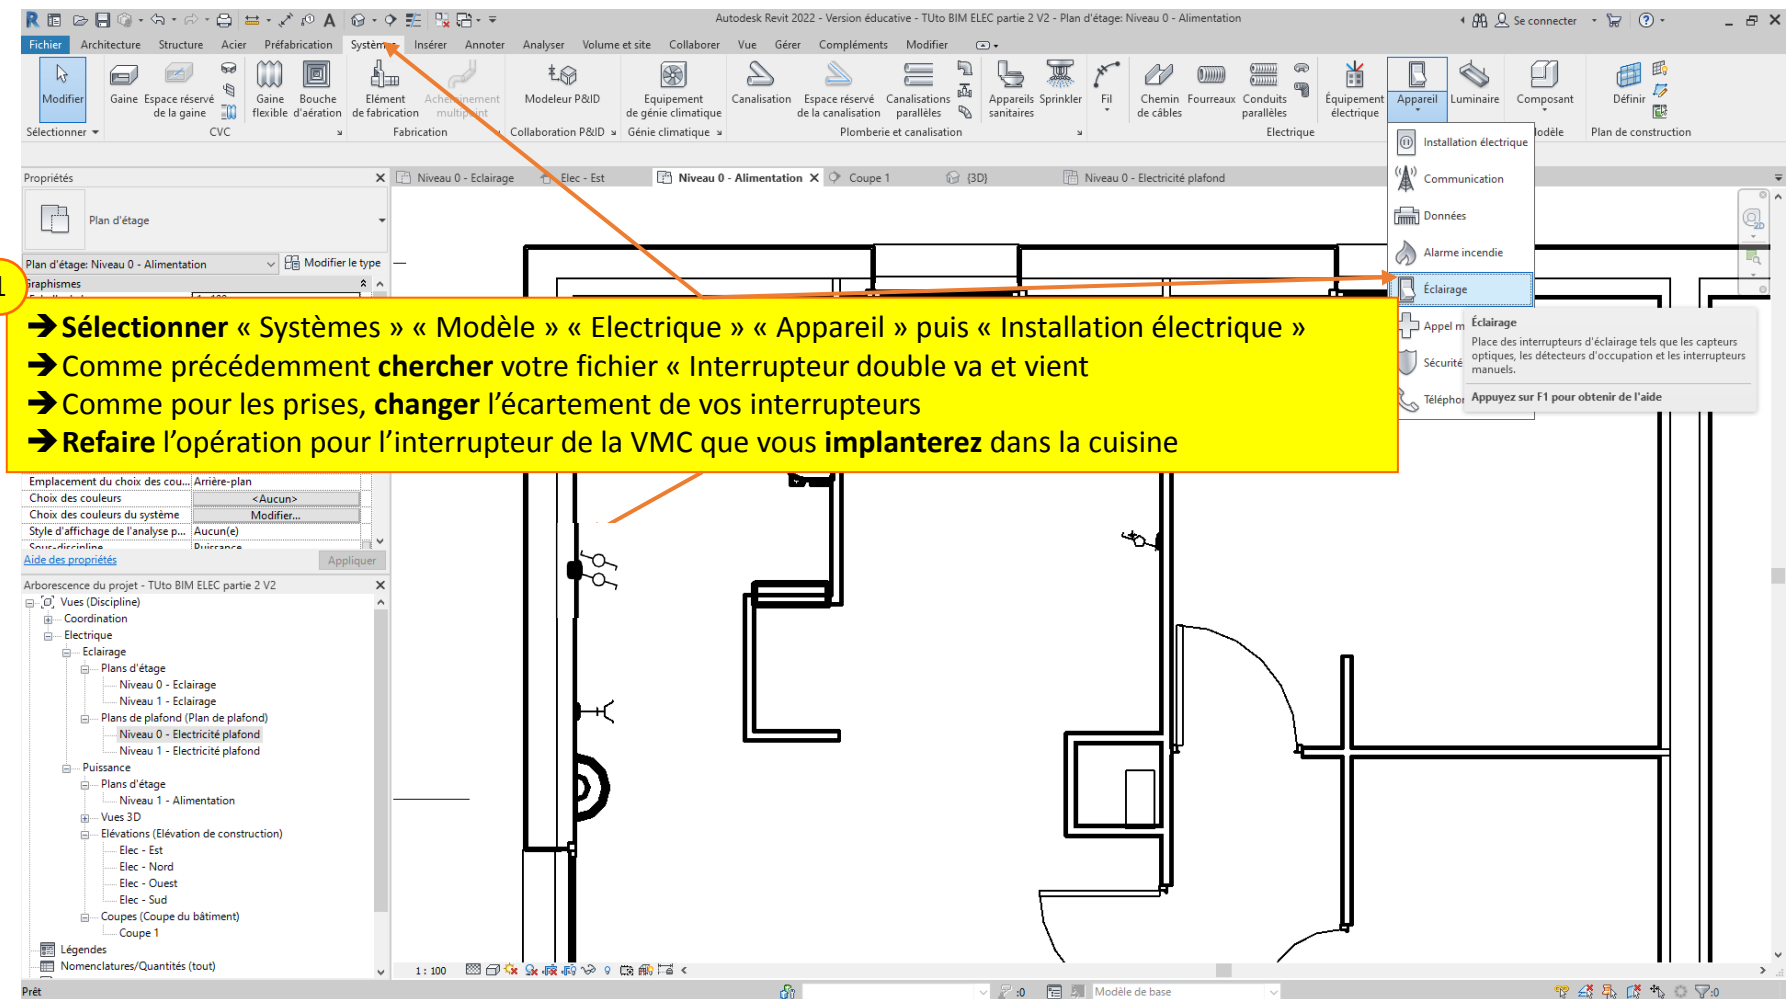 Autodesk Revit 2022 - Version éducative - TUto BIM ELEC partie 2 V2 - Plan d'étage: Niveau 0 - Alimentation
Se connecter
Fichier Architecture Structure Acier Préfabrication Systèmes Insérer Annoter Analyser Volume et site Collaborer Vue Gérer Compléments Modifier
Modifier
Gaine
Espace réservé de la gaine
Gaine flexible
Bouche d'aération
Elément de fabrication
Acheminement multipoint
Modeleur P&ID
Equipement de génie climatique
Canalisation
Espace réservé de la canalisation
Canalisations parallèles
Appareils sanitaires
Sprinkler
Fil
Chemin de câbles
Fourreaux
Conduits parallèles
Équipement électrique
Appareil
Luminaire
Composant
Définir
Sélectionner
CVC
Fabrication
Collaboration P&ID
Génie climatique
Plomberie et canalisation
Electrique
odèle
Plan de construction
Installation électrique
Communication
Données
Alarme incendie
Éclairage
Appel m
Sécurité
Télépho
Éclairage
Place des interrupteurs d'éclairage tels que les capteurs
optiques, les détecteurs d'occupation et les interrupteurs
manuels.
Appuyez sur F1 pour obtenir de l'aide
Propriétés
Niveau 0 - Eclairage
Elec - Est
Niveau 0 - Alimentation
Coupe 1
{3D}
Niveau 0 - Electricité plafond
Plan d'étage
Plan d'étage: Niveau 0 - Alimentation
Modifier le type
Graphismes
1
➔ Sélectionner « Systèmes » « Modèle » « Electrique » « Appareil » puis « Installation électrique »
➔ Comme précédemment chercher votre fichier « Interrupteur double va et vient
➔ Comme pour les prises, changer l'écartement de vos interrupteurs
➔ Refaire l'opération pour l'interrupteur de la VMC que vous implanterez dans la cuisine
Emplacement du choix des cou... Arrière-plan
Choix des couleurs <Aucun>
Choix des couleurs du système Modifier...
Style d'affichage de l'analyse p... Aucun(e)
Sous-discipline Puissance
Aide des propriétés Appliquer
Arborescence du projet - TUto BIM ELEC partie 2 V2
Vues (Discipline)
Coordination
Electrique
Eclairage
Plans d'étage
Niveau 0 - Eclairage
Niveau 1 - Eclairage
Plans de plafond (Plan de plafond)
Niveau 0 - Electricité plafond
Niveau 1 - Electricité plafond
Puissance
Plans d'étage
Niveau 1 - Alimentation
Vues 3D
Elévations (Elévation de construction)
Elec - Est
Elec - Nord
Elec - Ouest
Elec - Sud
Coupes (Coupe du bâtiment)
Coupe 1
Légendes
Nomenclatures/Quantités (tout)
1 : 100
Prêt
:0
Modèle de base
:0